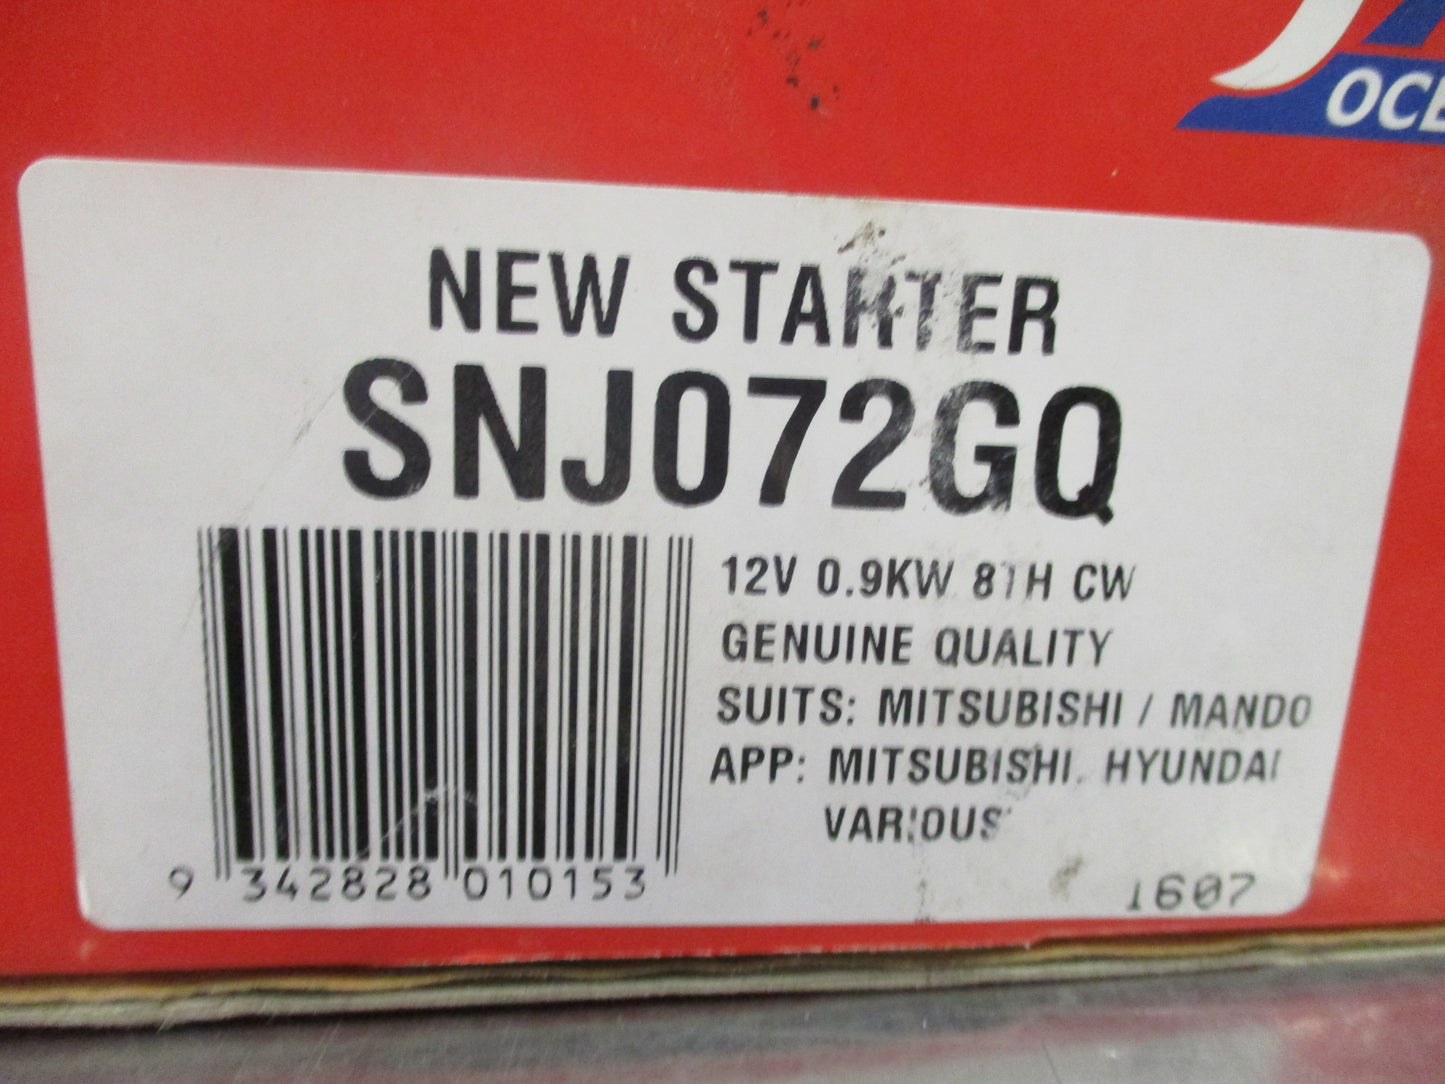 NEW STARTER
SNJ072GQ
12V 0.9KW 8TH CW
GENUINE QUALITY
SUITS: MITSUBISHI / MANDO
APP: MITSUBISHI, HYUNDAI
VARIOUS
9 342828 010153
1607